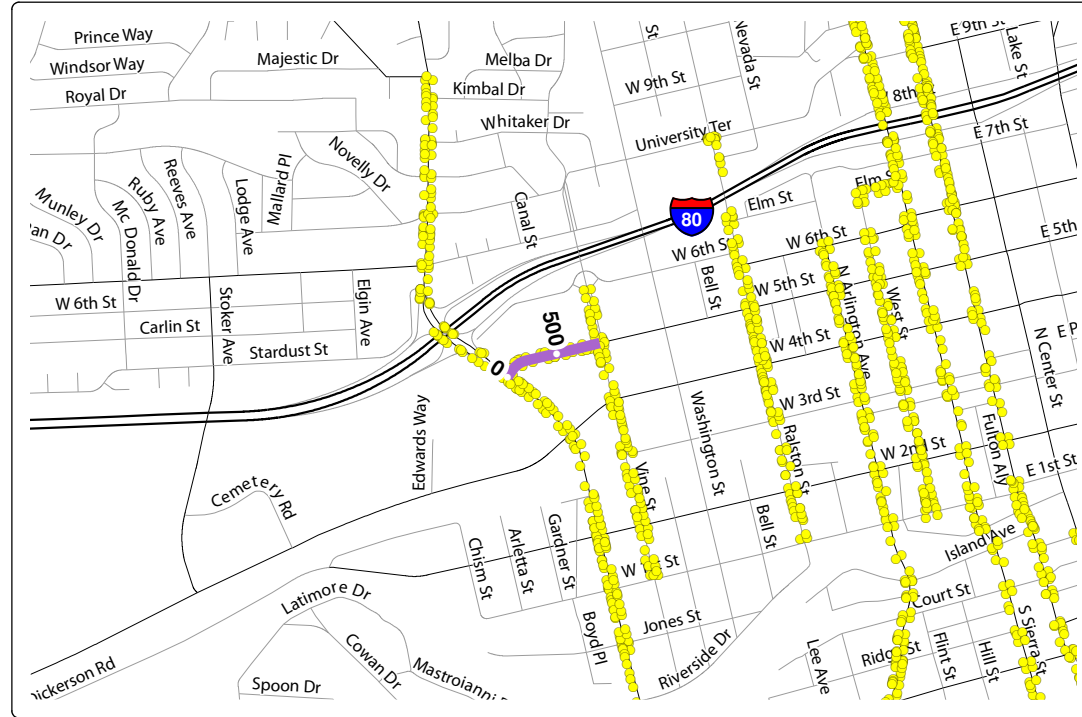 Prince Way
Windsor Way
Royal Dr
Majestic Dr
Melba Dr
Kimbal Dr
Whitaker Dr
St
Nevada St
W 9th St
University Ter
E 9th
Lake St
8th
E 7th St
Novelly Dr
Mallard Pl
Lodge Ave
Reeves Ave
Ruby Ave
Mc Donald Dr
Munley Dr
an Dr
Canal St
80
Elm St
Elm St
W 6th St
W 6th St
E 5th
W 6th St
Carlin St
Stardust St
Stoker Ave
Elgin Ave
Bell St
W 5th St
W 4th St
W 3rd St
N Arlington Ave
West St
N Center St
E P
500
0
Edwards Way
Washington St
Ralston St
W 2nd St
Fulton Aly
E 1st St
Cemetery Rd
Vine St
Bell St
Island Ave
Chism St
Arletta St
Gardner St
W 1st St
Court St
Latimore Dr
Jones St
Boyd Pl
Riverside Dr
Lee Ave
Ridge St
Flint St
Hill St
S Sierra St
Cowan Dr
Mastroianni
Dickerson Rd
Spoon Dr